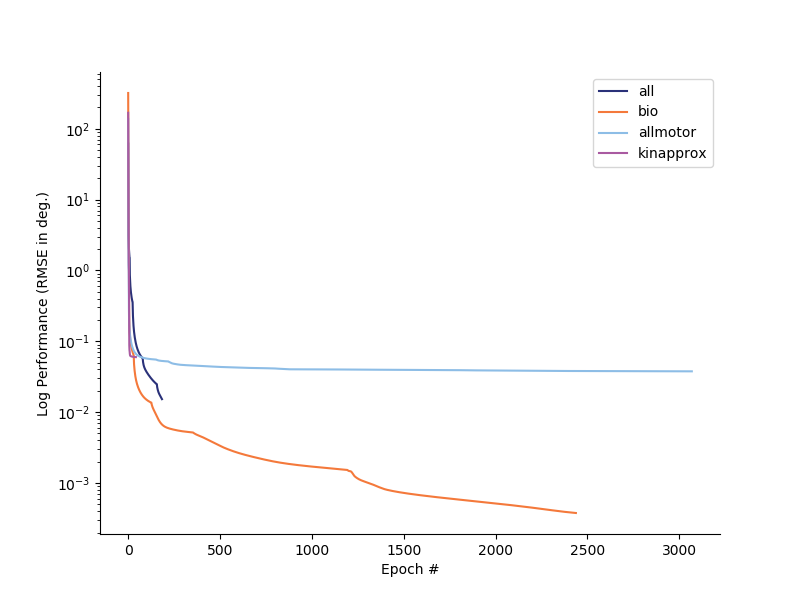 all
bio
allmotor
kinapprox
Log Performance (RMSE in deg.)
10²
10¹
10⁰
10⁻¹
10⁻²
10⁻³
0 500 1000 1500 2000 2500 3000
Epoch #